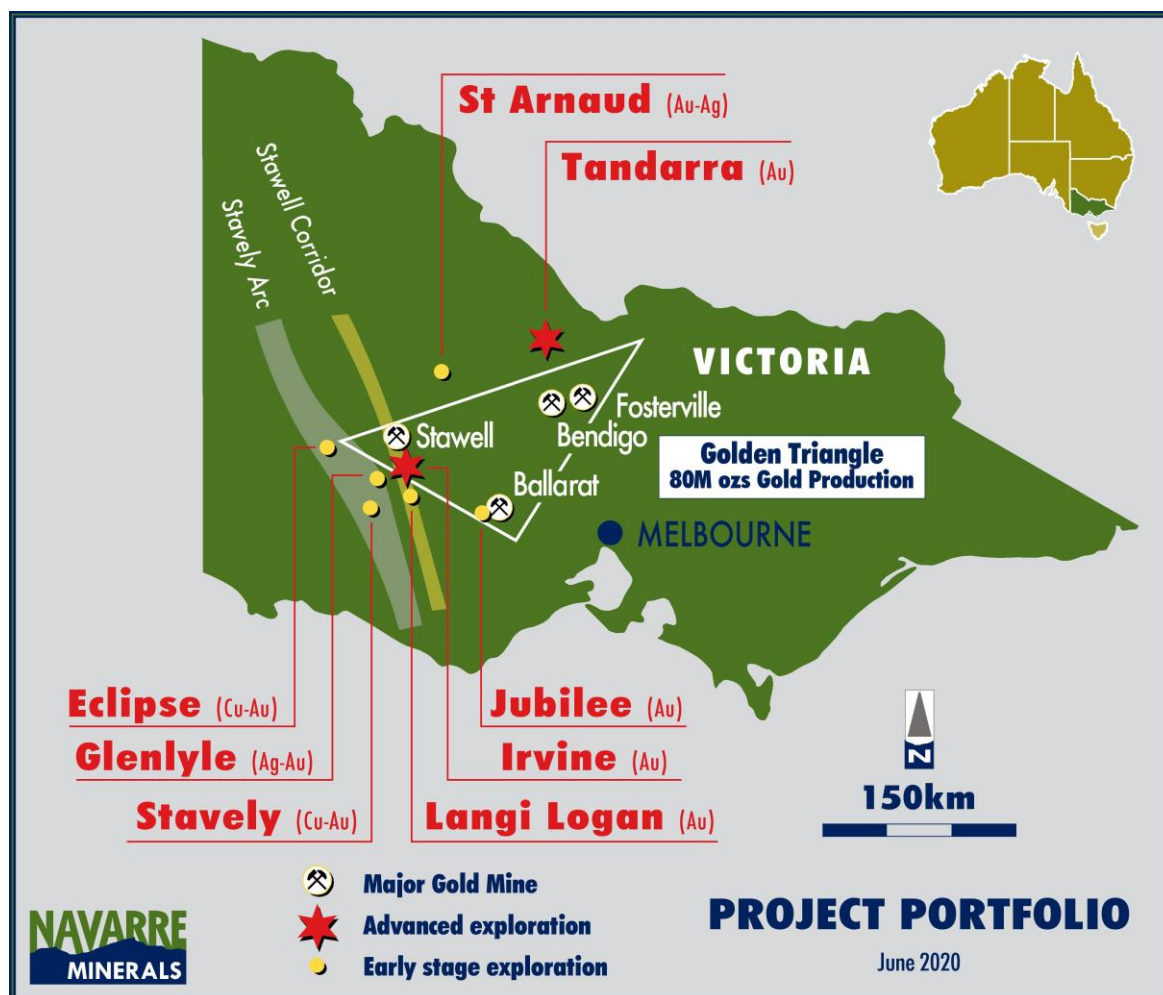 St Arnaud (Au-Ag)
Tandarra (Au)
Stawell Corridor
Stavely Arc
VICTORIA
Fosterville
Bendigo
Stawell
Golden Triangle
80M ozs Gold Production
Ballarat
MELBOURNE
Eclipse (Cu-Au)
Jubilee (Au)
Glenlyle (Ag-Au)
Irvine (Au)
Stavely (Cu-Au)
Langi Logan (Au)
N
150km
Major Gold Mine
Advanced exploration
Early stage exploration
NAVARRE
MINERALS
PROJECT PORTFOLIO
June 2020